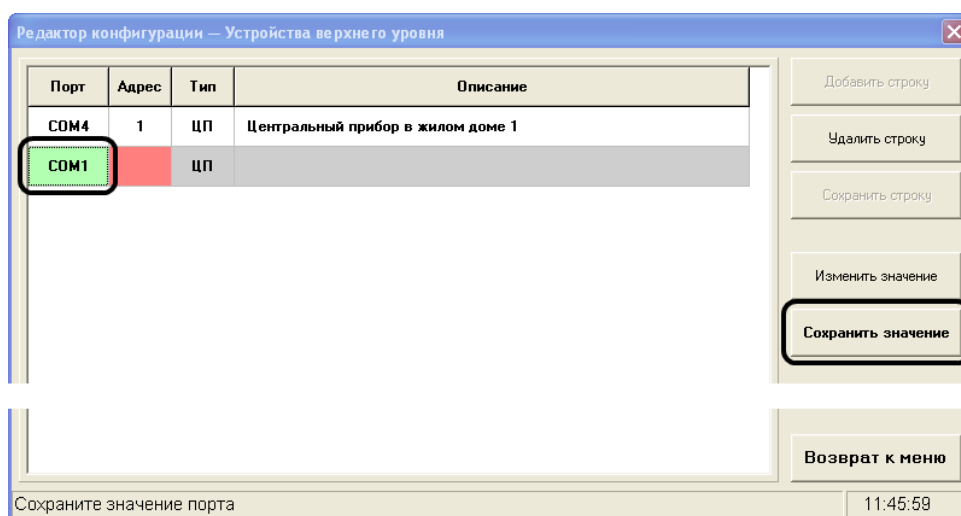 Редактор конфигурации — Устройства верхнего уровня
Порт Адрес Тип Описание
COM4 1 ЦП Центральный прибор в жилом доме 1
COM1 ЦП
Добавить строку
Удалить строку
Сохранить строку
Изменить значение
Сохранить значение
Возврат к меню
Сохраните значение порта 11:45:59